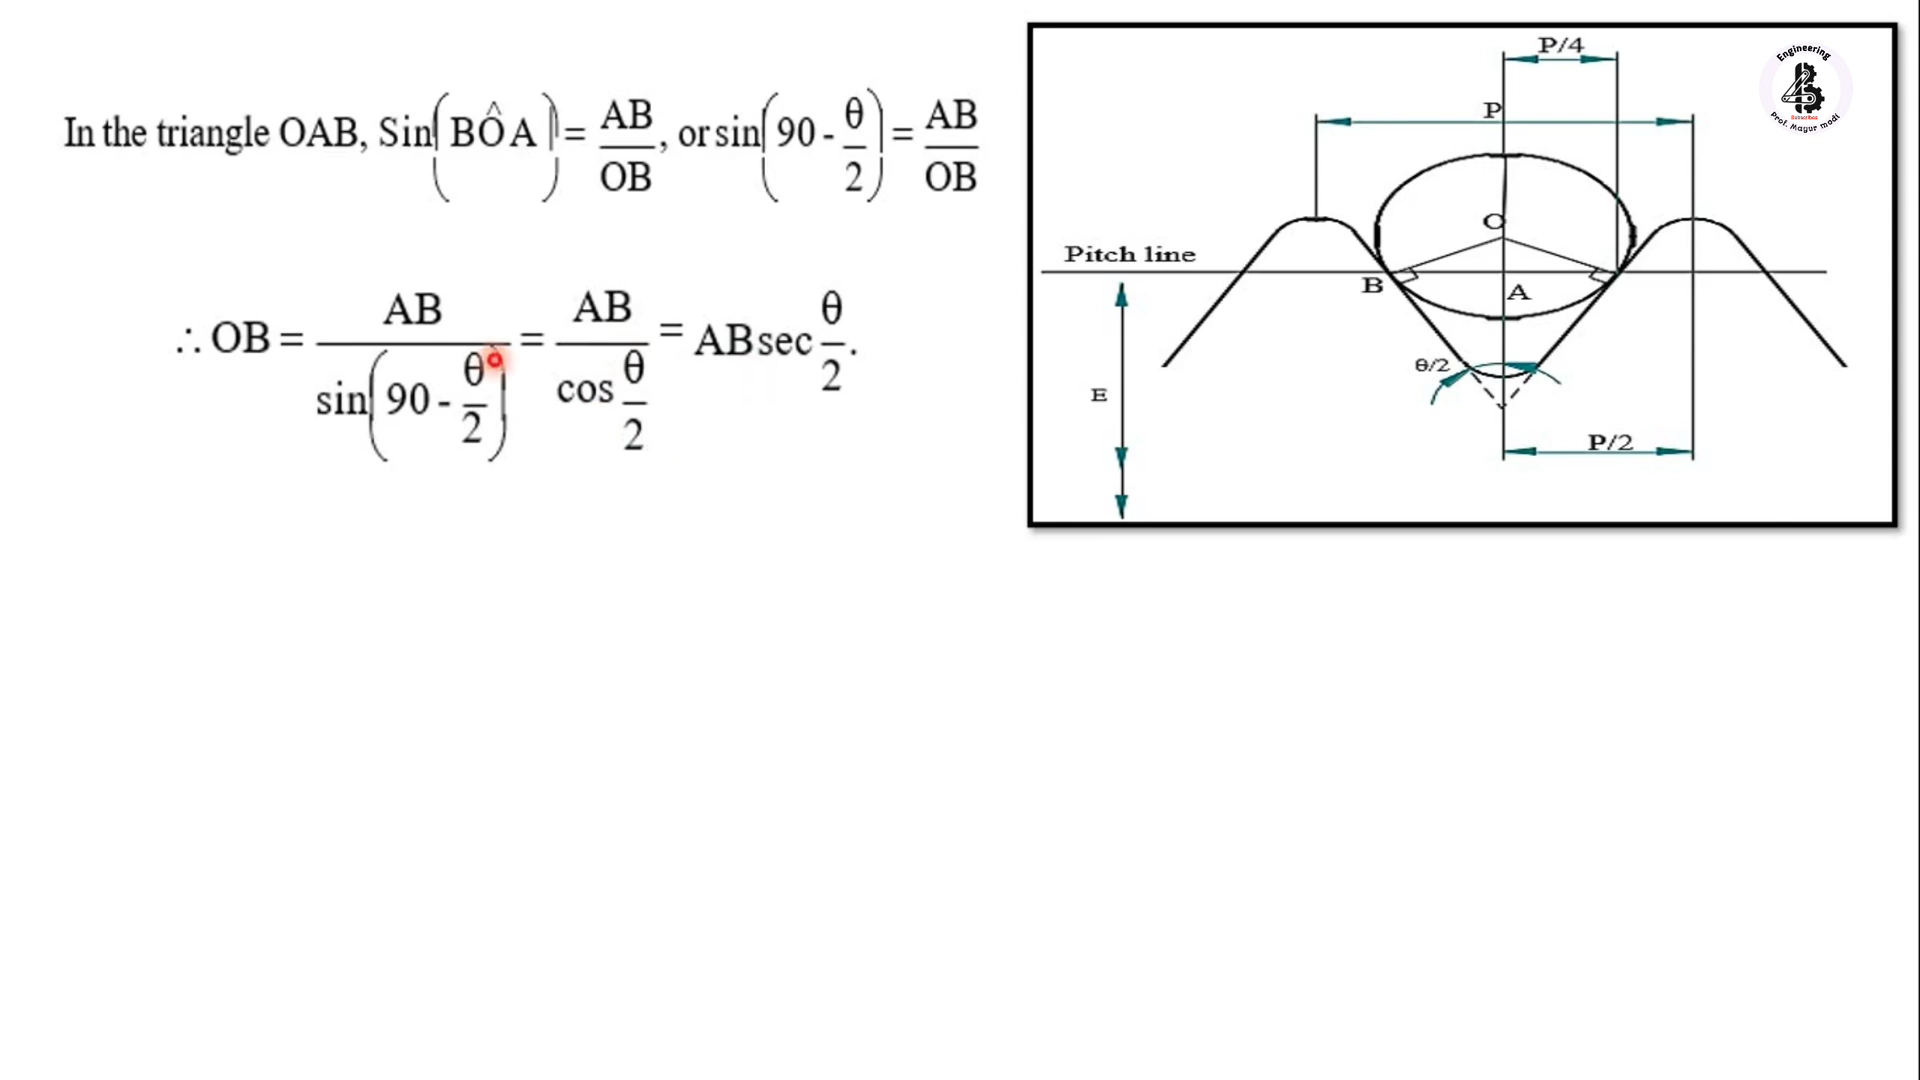 In the triangle OAB, Sin(BÔA) = AB/OB, or sin(90 - θ/2) = AB/OB
∴ OB = AB/sin(90 - θ/2) = AB/cos θ/2 = AB sec θ/2.
P/4
P
O
Pitch line
B
A
θ/2
E
P/2
Engineering
Subscribe
Prof. Mayur modi